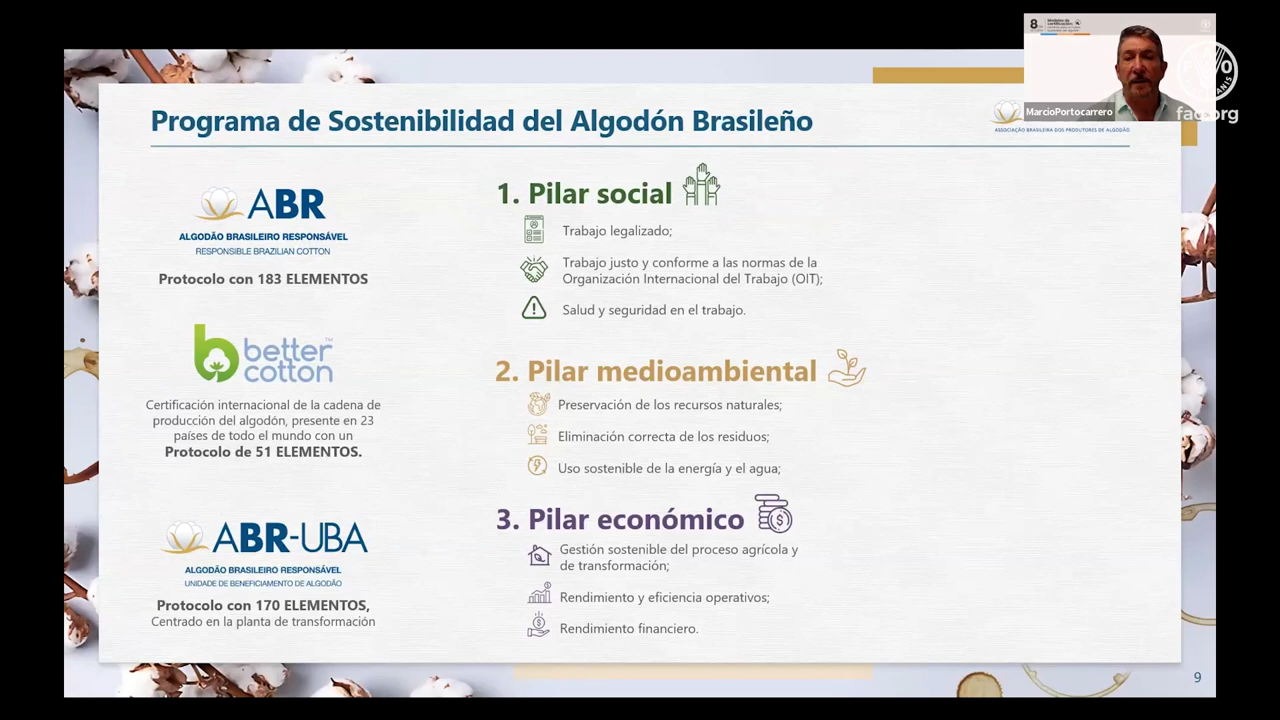 Programa de Sostenibilidad del Algodón Brasileño
ASSOCIAÇÃO BRASILEIRA DOS PRODUTORES DE ALGODÃO
MarcioPortocarrero
ABR
ALGODÃO BRASILEIRO RESPONSÁVEL
RESPONSIBLE BRAZILIAN COTTON
Protocolo con 183 ELEMENTOS
better
cotton
TM
Certificación internacional de la cadena de
producción del algodón, presente en 23
países de todo el mundo con un
Protocolo de 51 ELEMENTOS.
ABR-UBA
ALGODÃO BRASILEIRO RESPONSÁVEL
UNIDADE DE BENEFICIAMENTO DE ALGODÃO
Protocolo con 170 ELEMENTOS,
Centrado en la planta de transformación
1. Pilar social
Trabajo legalizado;
Trabajo justo y conforme a las normas de la
Organización Internacional del Trabajo (OIT);
Salud y seguridad en el trabajo.
2. Pilar medioambiental
Preservación de los recursos naturales;
Eliminación correcta de los residuos;
Uso sostenible de la energía y el agua;
3. Pilar económico
Gestión sostenible del proceso agrícola y
de transformación;
Rendimiento y eficiencia operativos;
Rendimiento financiero.
9